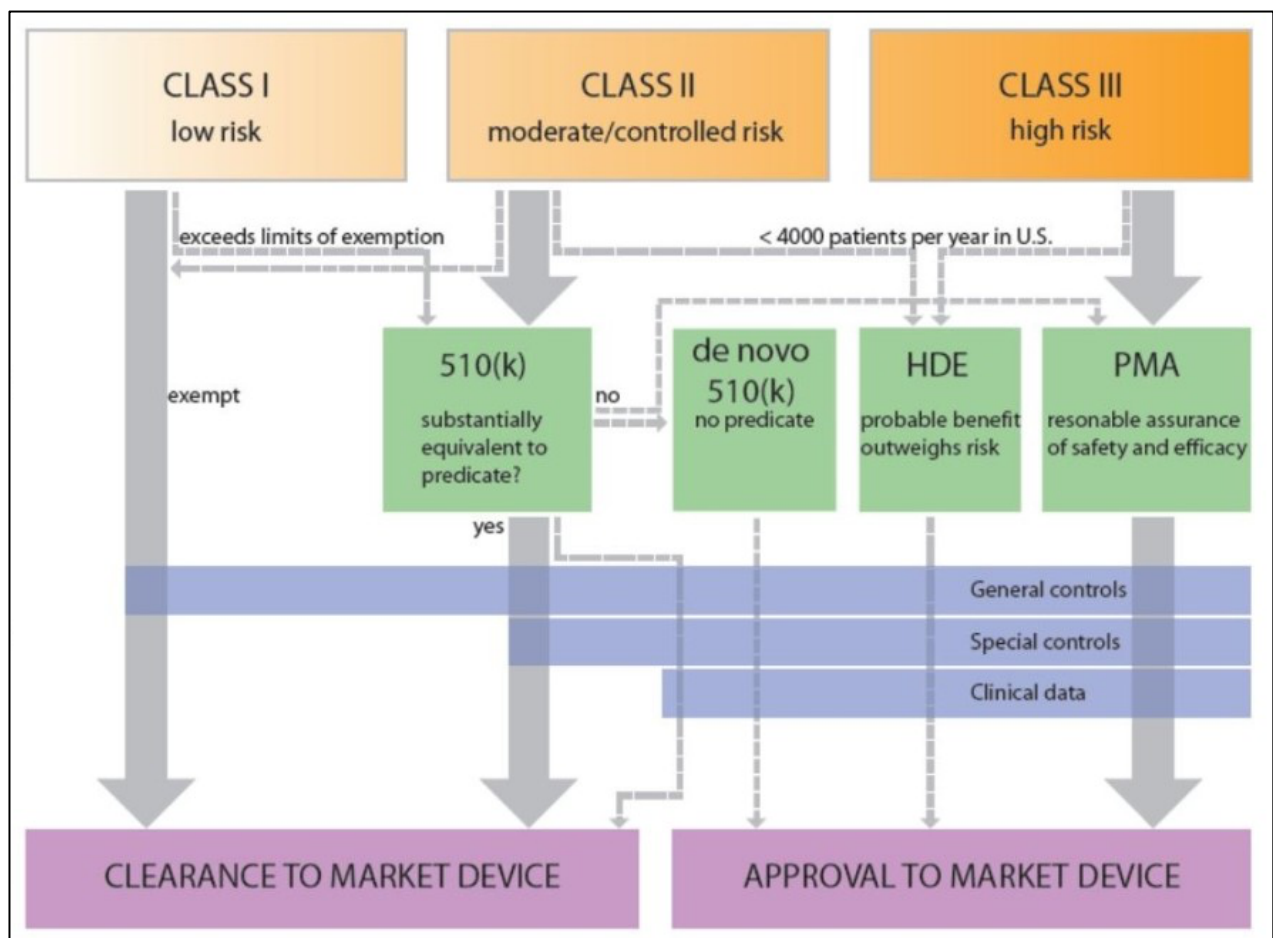 CLASS I
low risk
CLASS II
moderate/controlled risk
CLASS III
high risk
exceeds limits of exemption
< 4000 patients per year in U.S.
exempt
510(k)
substantially
equivalent to
predicate?
no
yes
de novo
510(k)
no predicate
HDE
probable benefit
outweighs risk
PMA
resonable assurance
of safety and efficacy
General controls
Special controls
Clinical data
CLEARANCE TO MARKET DEVICE
APPROVAL TO MARKET DEVICE